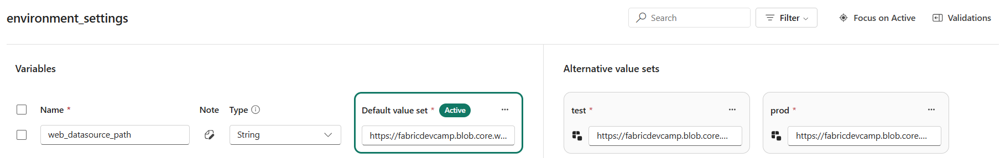 environment_settings
Search
Filter
Focus on Active
Validations
Variables
Alternative value sets
Name *
Note
Type
Default value set * Active
...
test *
...
prod *
...
web_datasource_path
String
https://fabricdevcamp.blob.core.w...
https://fabricdevcamp.blob.core....
https://fabricdevcamp.blob.core....